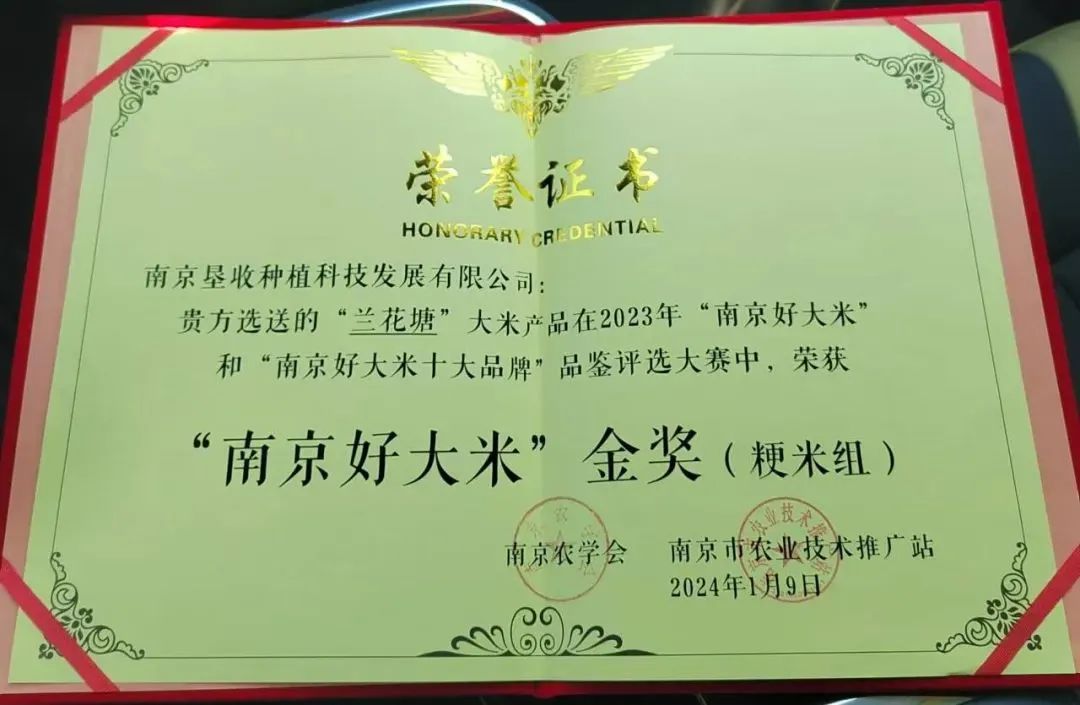 荣誉证书
HONORARY CREDENTIAL
南京垦收种植科技发展有限公司：
贵方选送的“兰花塘”大米产品在2023年“南京好大米”
和“南京好大米十大品牌”品鉴评选大赛中，荣获
“南京好大米”金奖（粳米组）
南京农学会 南京市农业技术推广站
2024年1月9日